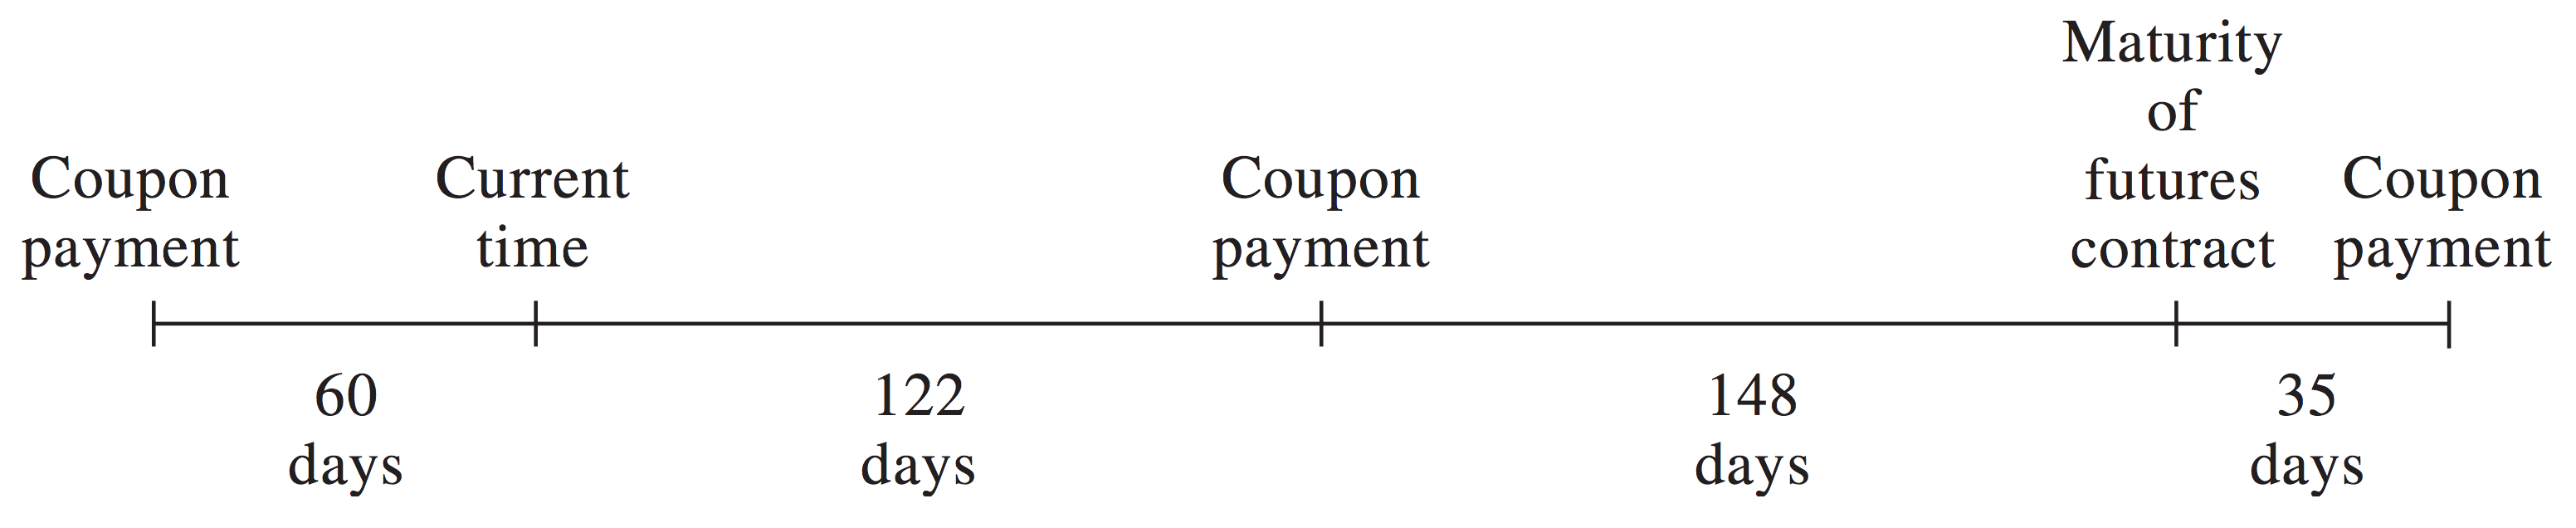 Coupon
payment
Current
time
Coupon
payment
Maturity
of
futures
contract
Coupon
payment
60
days
122
days
148
days
35
days